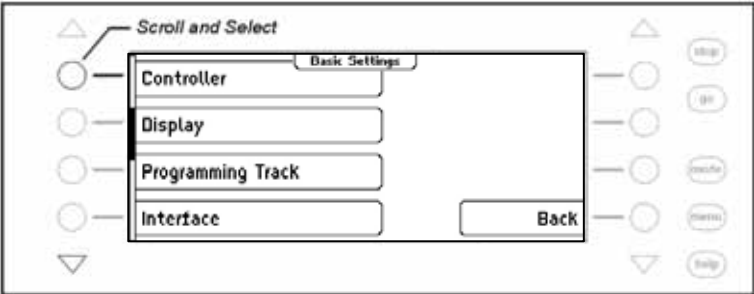 Scroll and Select
Basic Settings
Controller
Display
Programming Track
Interface
Back
stop
go
mode
menu
help